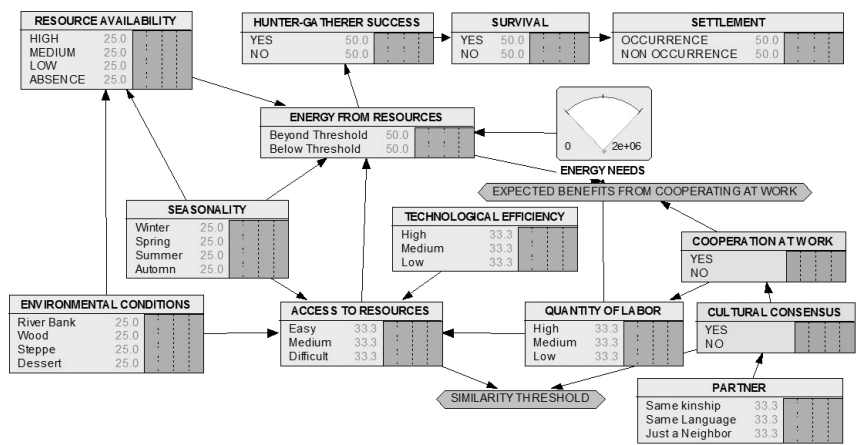 RESOURCE AVAILABILITY
HIGH 25.0
MEDIUM 25.0
LOW 25.0
ABSENCE 25.0
HUNTER-GATHERER SUCCESS
YES 50.0
NO 50.0
SURVIVAL
YES 50.0
NO 50.0
SETTLEMENT
OCCURRENCE 50.0
NON OCCURRENCE 50.0
ENERGY FROM RESOURCES
Beyond Threshold 50.0
Below Threshold 50.0
0 2e+06
ENERGY NEEDS
EXPECTED BENEFITS FROM COOPERATING AT WORK
SEASONALITY
Winter 25.0
Spring 25.0
Summer 25.0
Automn 25.0
TECHNOLOGICAL EFFICIENCY
High 33.3
Medium 33.3
Low 33.3
COOPERATION AT WORK
YES
NO
ENVIRONMENTAL CONDITIONS
River Bank 25.0
Wood 25.0
Steppe 25.0
Dessert 25.0
ACCESS TO RESOURCES
Easy 33.3
Medium 33.3
Difficult 33.3
QUANTITY OF LABOR
High 33.3
Medium 33.3
Low 33.3
CULTURAL CONSENSUS
YES
NO
SIMILARITY THRESHOLD
PARTNER
Same kinship 33.3
Same Language 33.3
Just a Neighbor 33.3